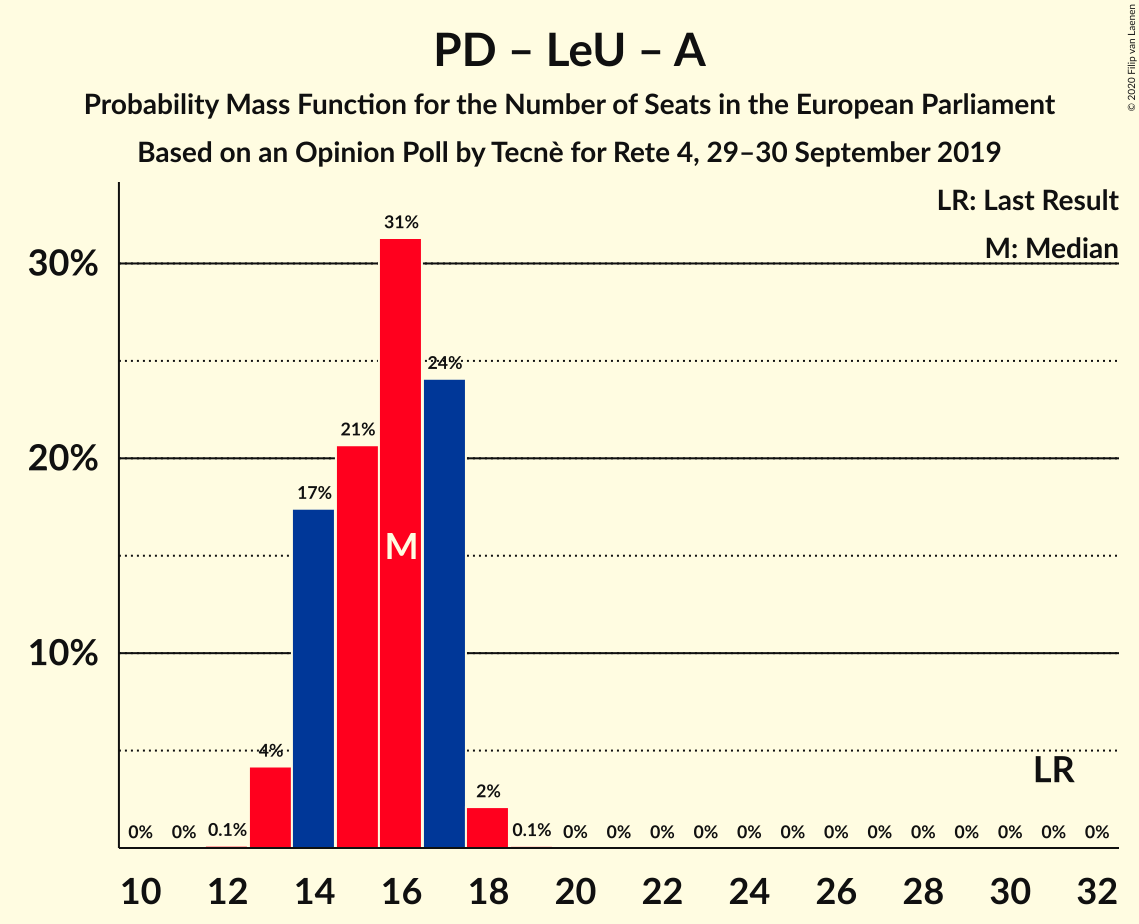 PD – LeU – A
Probability Mass Function for the Number of Seats in the European Parliament
Based on an Opinion Poll by Tecnè for Rete 4, 29–30 September 2019
© 2020 Filip van Laenen
LR: Last Result
M: Median
30%
20%
10%
0% 0% 0.1% 4% 17% 21% 31% 24% 2% 0.1% 0% 0% 0% 0% 0% 0% 0% 0% 0% 0% 0% 0% 0%
M
LR
10 12 14 16 18 20 22 24 26 28 30 32